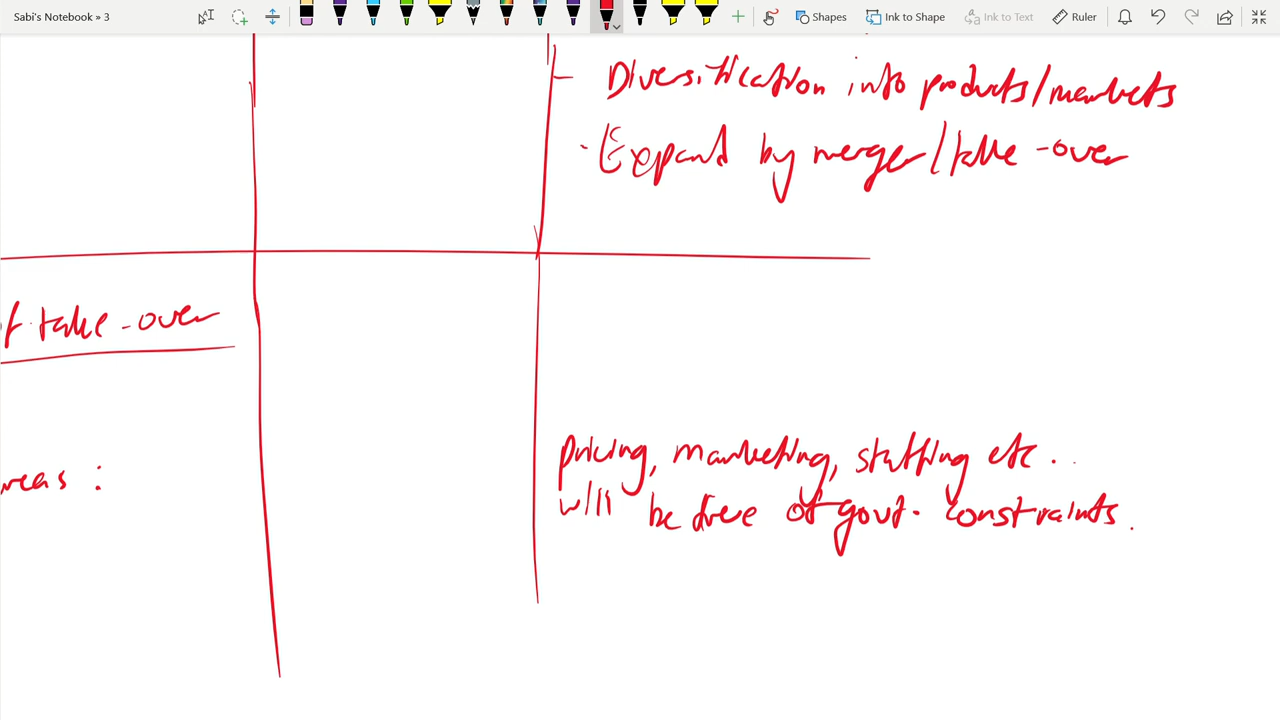 Sabi's Notebook » 3
Shapes
Ink to Shape
Ink to Text
Ruler
- Diversification into products/markets
· Expand by merger/take-over
f take-over
reas :
pricing, marketing, staffing etc.
will be free of govt. constraints.